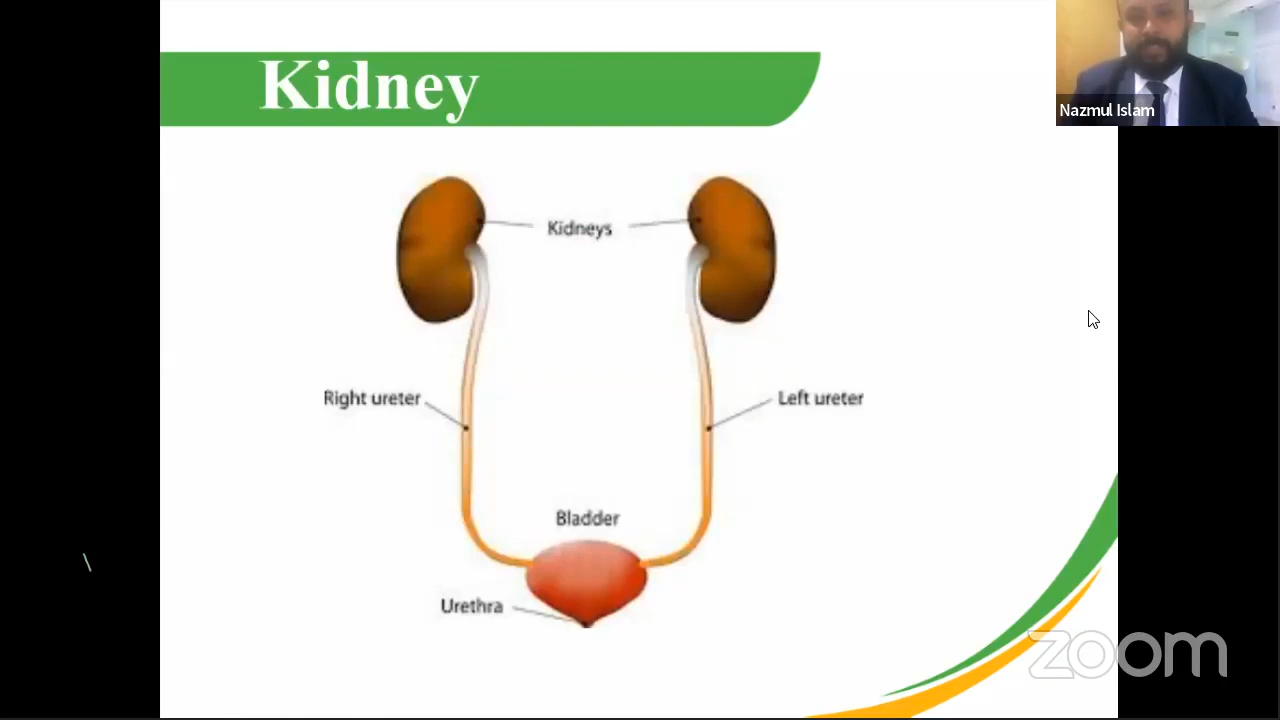 Kidney
Nazmul Islam
Kidneys
Right ureter
Left ureter
Bladder
Urethra
zoom